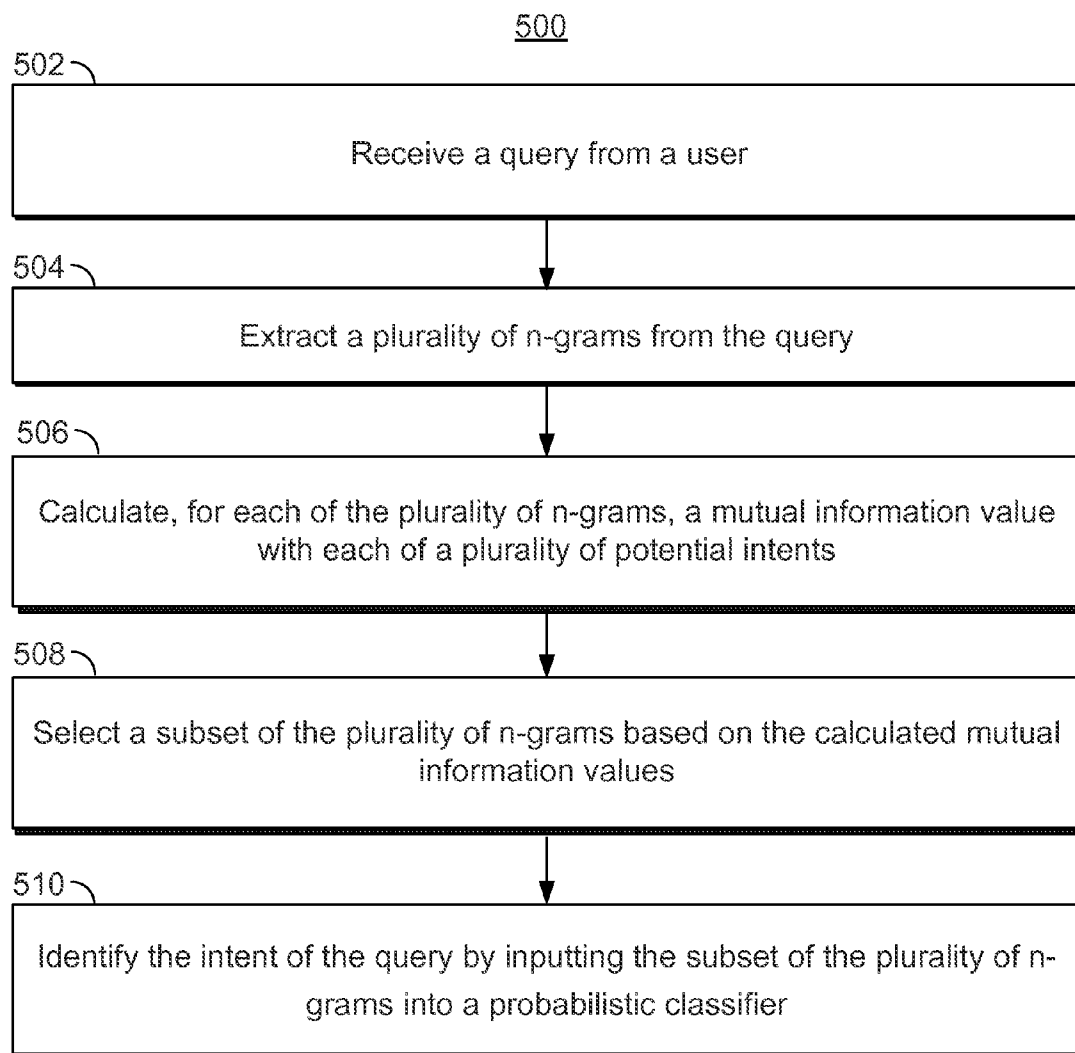 500
502
Receive a query from a user
504
Extract a plurality of n-grams from the query
506
Calculate, for each of the plurality of n-grams, a mutual information value
with each of a plurality of potential intents
508
Select a subset of the plurality of n-grams based on the calculated mutual
information values
510
Identify the intent of the query by inputting the subset of the plurality of n-
grams into a probabilistic classifier